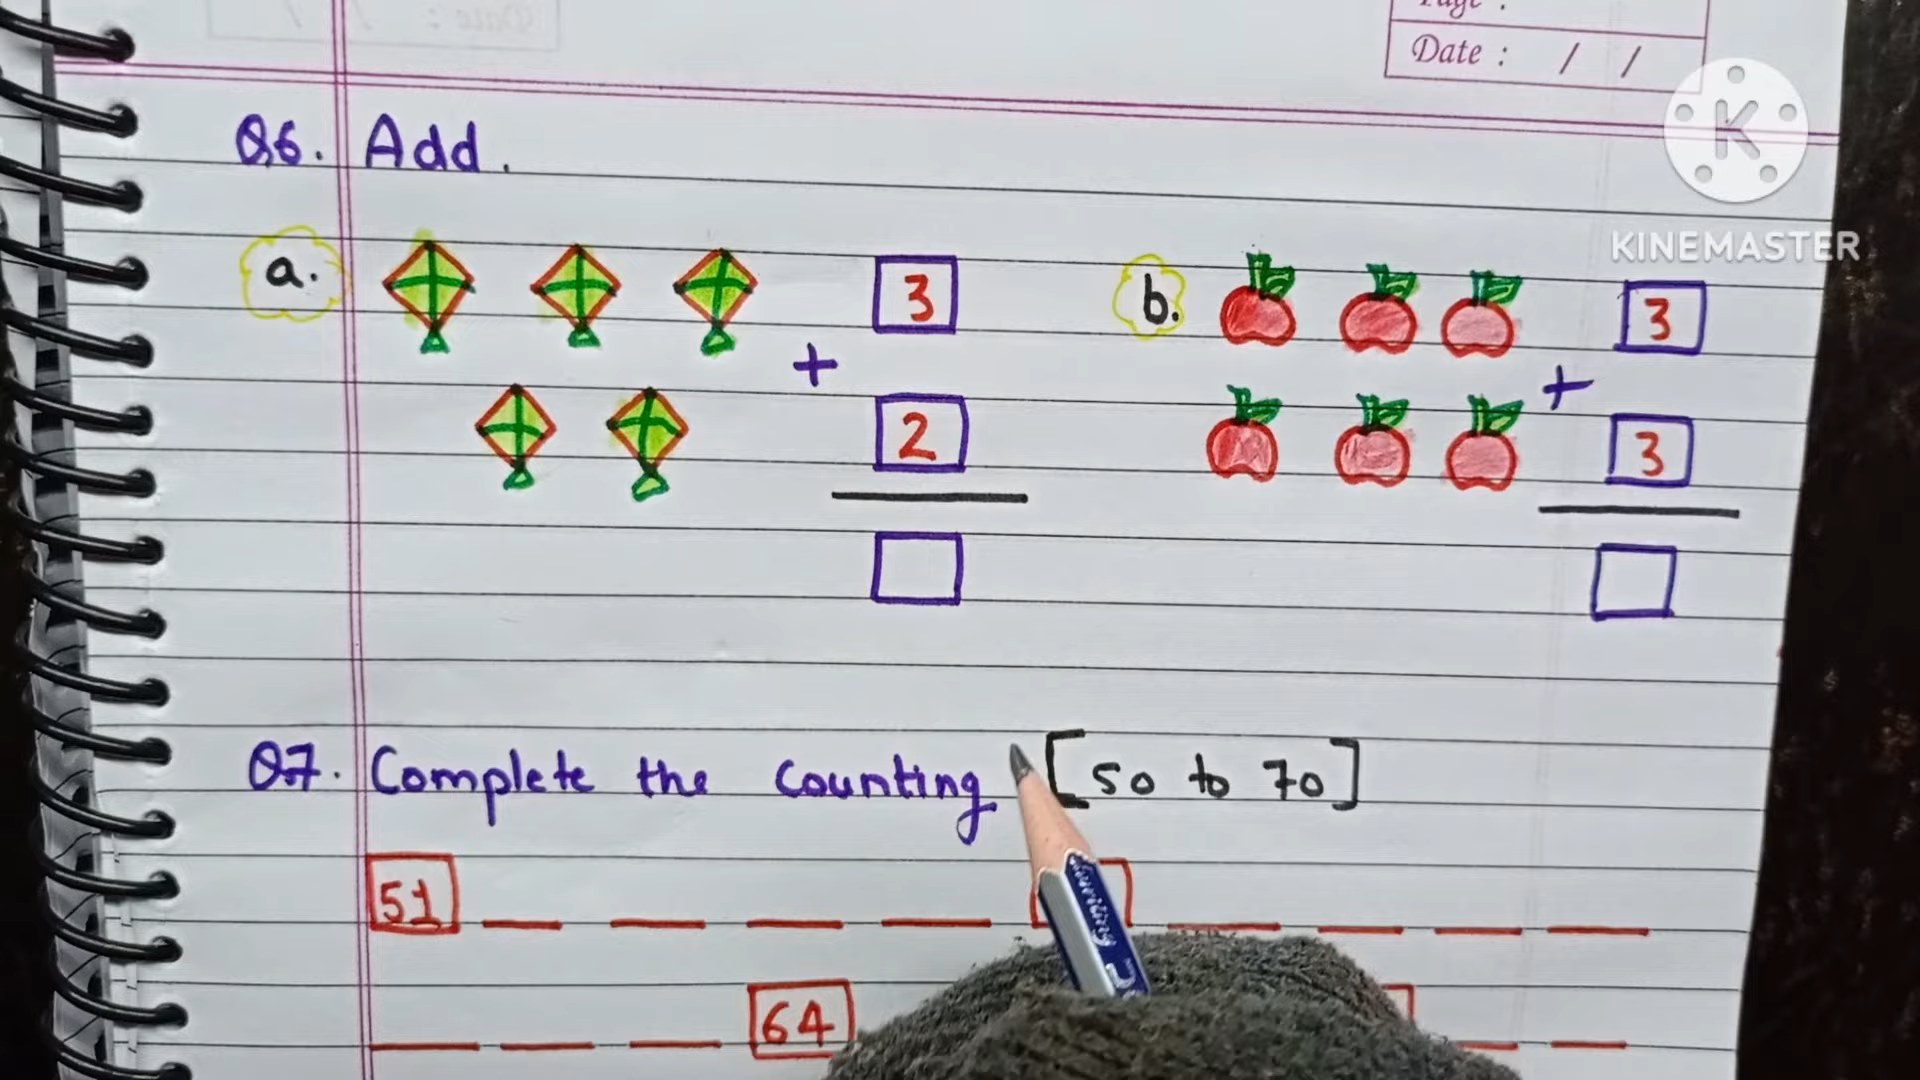 Date : / /
Q6. Add.
a. 3 b. 3
+ +
2 3
KINEMASTER
Q7. Complete the Counting [50 to 70]
51
64